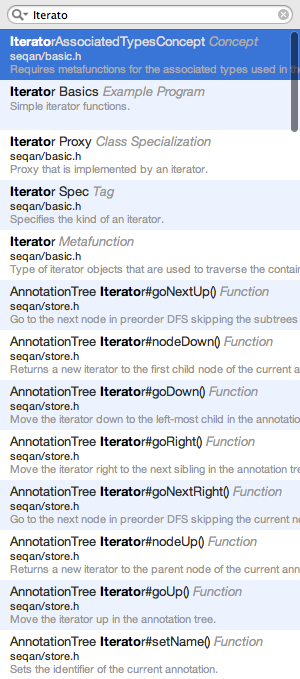 Iterato
IteratorAssociatedTypesConcept Concept
seqan/basic.h
Requires metafunctions for the associated types used in th
Iterator Basics Example Program
Simple iterator functions.
Iterator Proxy Class Specialization
seqan/basic.h
Proxy that is implemented by an iterator.
Iterator Spec Tag
seqan/basic.h
Specifies the kind of an iterator.
Iterator Metafunction
seqan/basic.h
Type of iterator objects that are used to traverse the contain
AnnotationTree Iterator#goNextUp() Function
seqan/store.h
Go to the next node in preorder DFS skipping the subtrees
AnnotationTree Iterator#nodeDown() Function
seqan/store.h
Returns a new iterator to the first child node of the current a
AnnotationTree Iterator#goDown() Function
seqan/store.h
Move the iterator down to the left-most child in the annotatio
AnnotationTree Iterator#goRight() Function
seqan/store.h
Move the iterator right to the next sibling in the annotation tre
AnnotationTree Iterator#goNextRight() Function
seqan/store.h
Go to the next node in preorder DFS skipping the current no
AnnotationTree Iterator#nodeUp() Function
seqan/store.h
Returns a new iterator to the parent node of the current ann
AnnotationTree Iterator#goUp() Function
seqan/store.h
Move the iterator up in the annotation tree.
AnnotationTree Iterator#setName() Function
seqan/store.h
Sets the identifier of the current annotation.